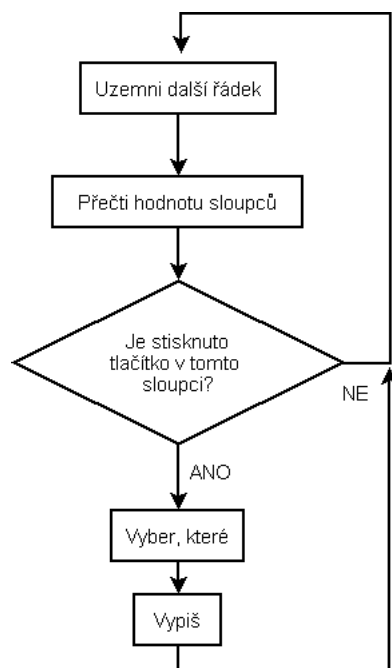 Uzemni další řádek
Přečti hodnotu sloupců
Je stisknuto
tlačítko v tomto
sloupci?
NE
ANO
Vyber, které
Vypiš